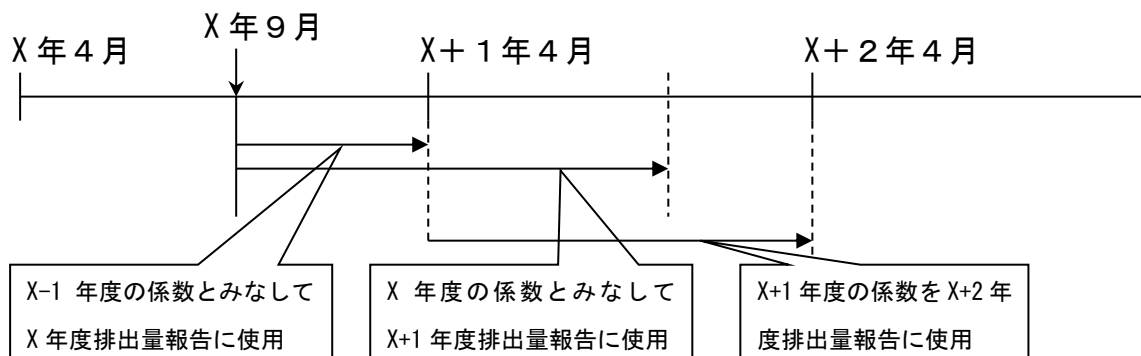 X年9月
X年4月
X+1年4月
X+2年4月
X-1 年度の係数とみなして
X 年度排出量報告に使用
X 年度の係数とみなして
X+1 年度排出量報告に使用
X+1 年度の係数を X+2 年
度排出量報告に使用